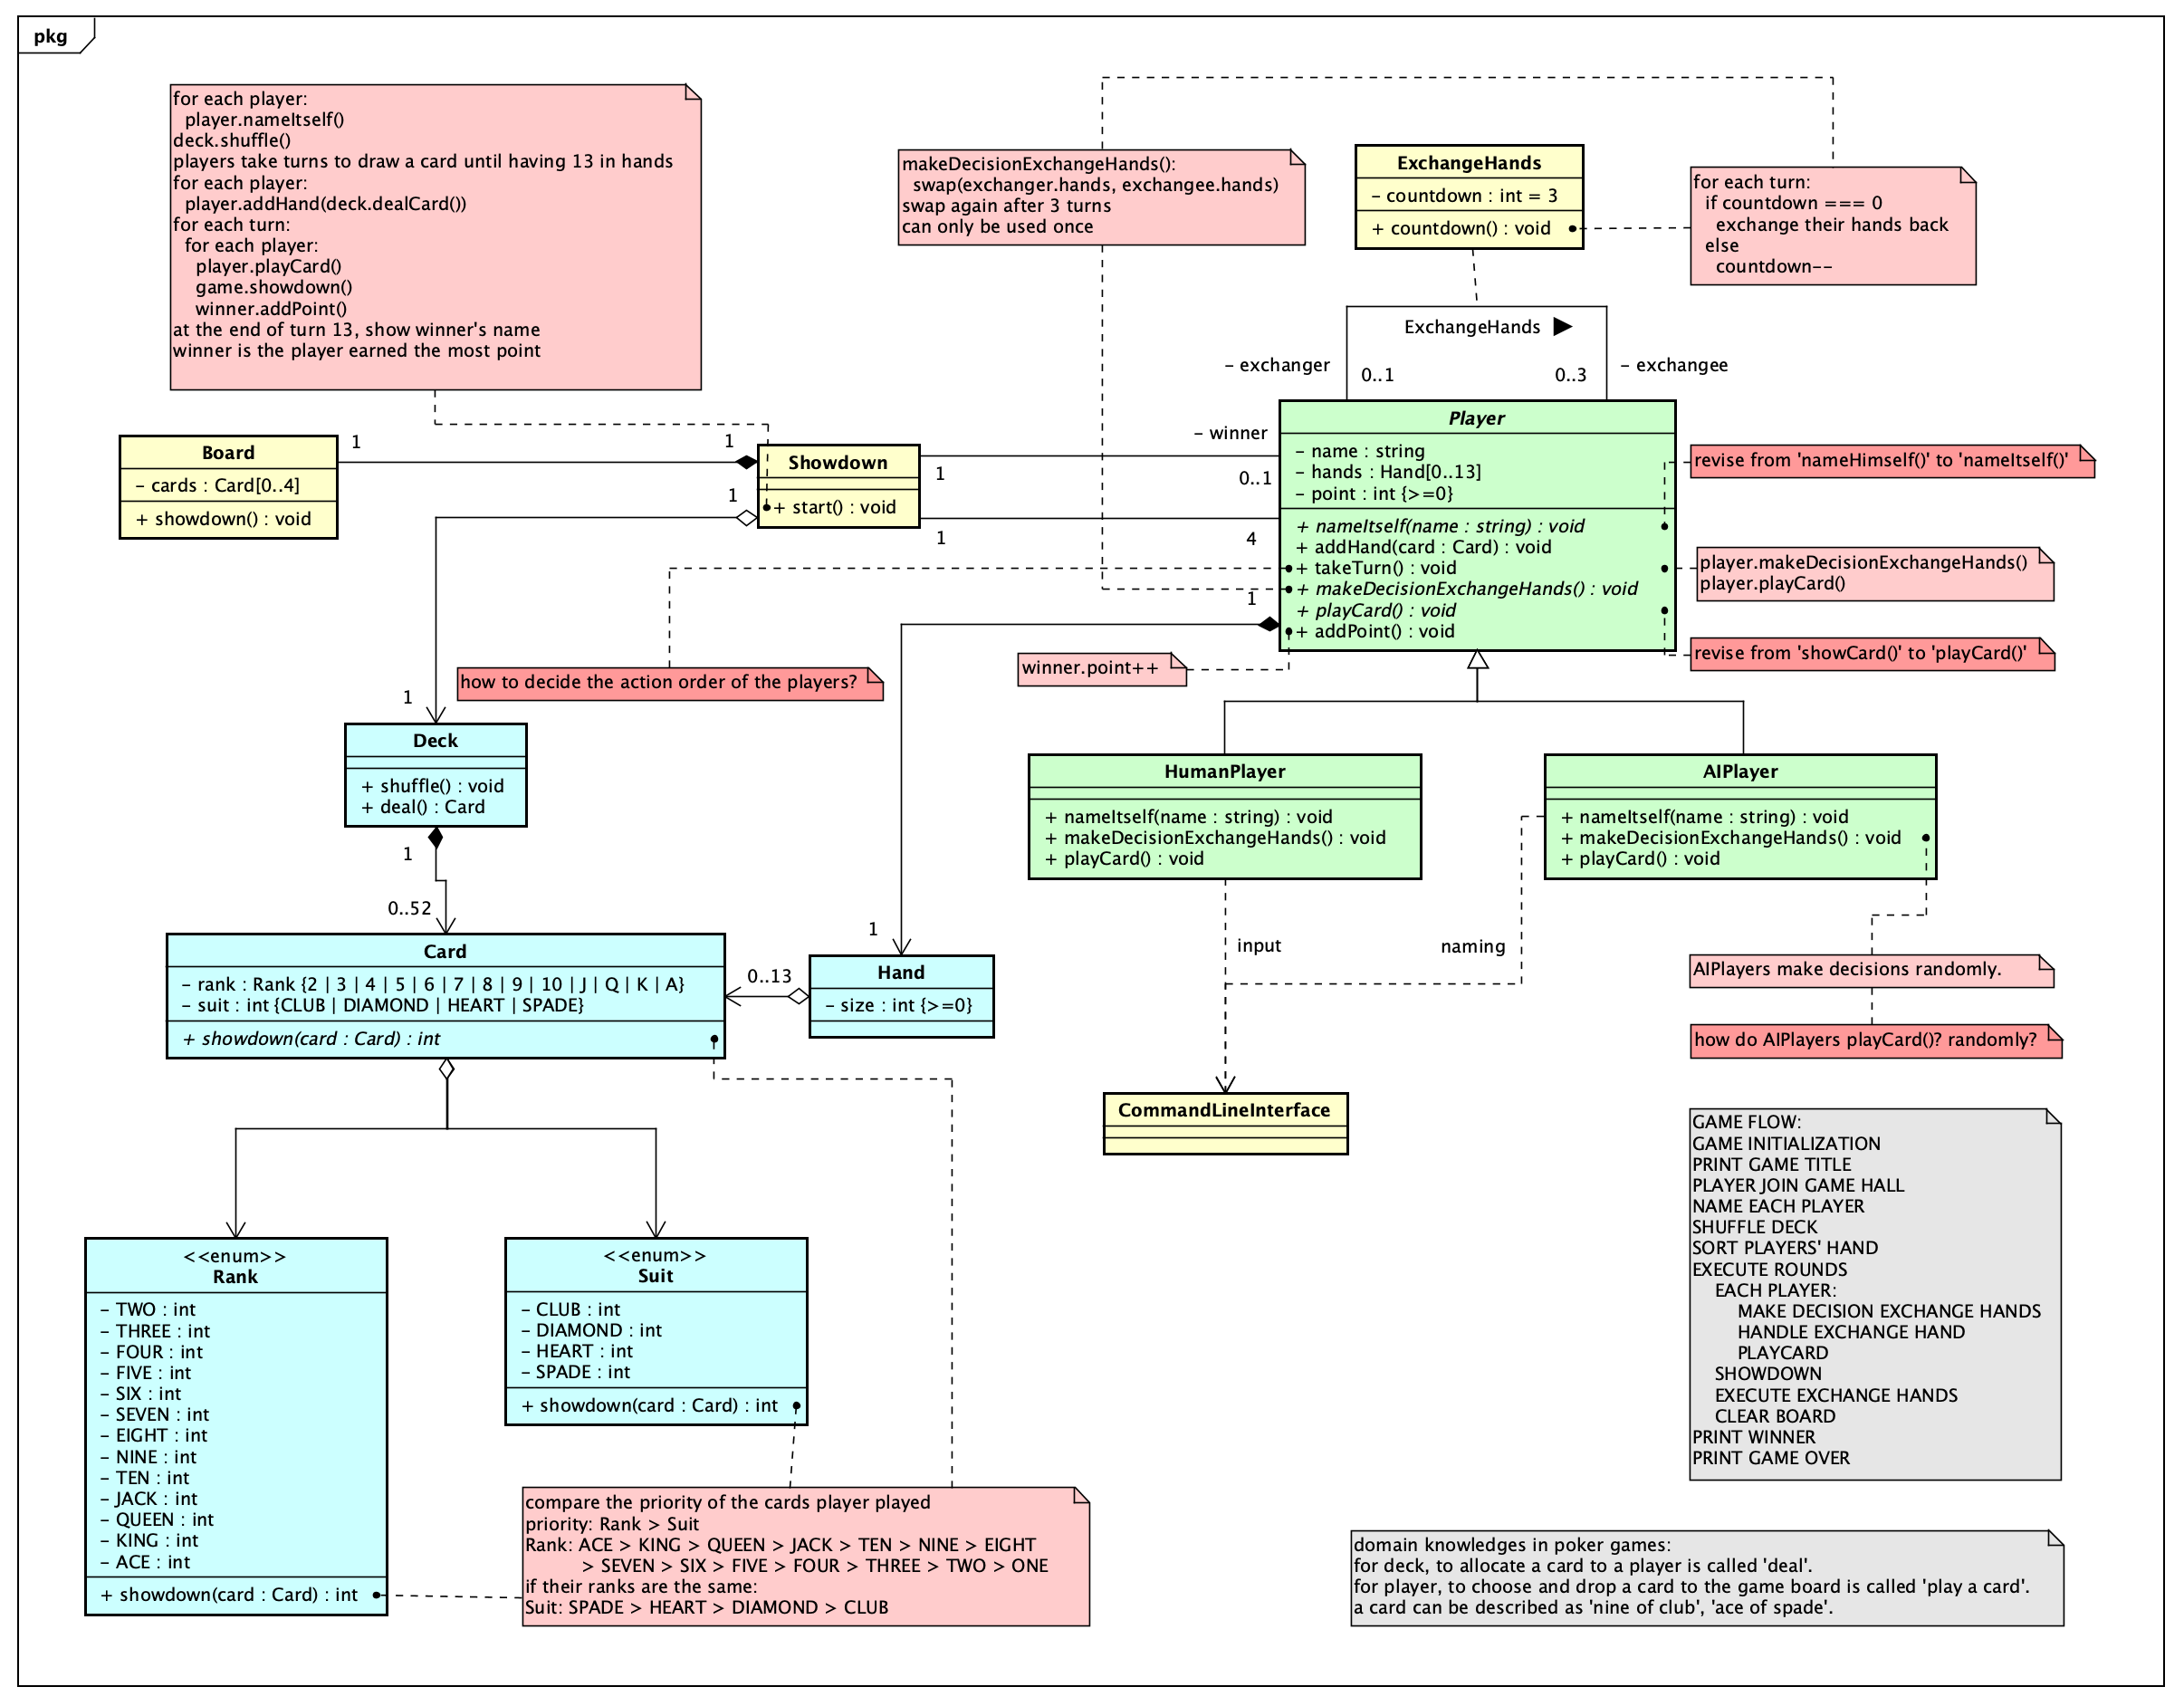 pkg
for each player:
player.nameItself()
deck.shuffle()
players take turns to draw a card until having 13 in hands
for each player:
player.addHand(deck.dealCard())
for each turn:
for each player:
player.playCard()
game.showdown()
winner.addPoint()
at the end of turn 13, show winner's name
winner is the player earned the most point
makeDecisionExchangeHands():
swap(exchanger.hands, exchangee.hands)
swap again after 3 turns
can only be used once
ExchangeHands
– countdown : int = 3
+ countdown() : void
for each turn:
if countdown === 0
exchange their hands back
else
countdown--
ExchangeHands
– exchanger
0..1
0..3
– exchangee
Board
– cards : Card[0..4]
+ showdown() : void
1
1
1
Showdown
+ start() : void
1
1
– winner
0..1
4
1
Player
– name : string
– hands : Hand[0..13]
– point : int {>=0}
+ nameItself(name : string) : void
+ addHand(card : Card) : void
+ takeTurn() : void
+ makeDecisionExchangeHands() : void
+ playCard() : void
+ addPoint() : void
revise from 'nameHimself()' to 'nameItself()'
player.makeDecisionExchangeHands()
player.playCard()
revise from 'showCard()' to 'playCard()'
winner.point++
how to decide the action order of the players?
1
Deck
+ shuffle() : void
+ deal() : Card
1
0..52
HumanPlayer
+ nameItself(name : string) : void
+ makeDecisionExchangeHands() : void
+ playCard() : void
AIPlayer
+ nameItself(name : string) : void
+ makeDecisionExchangeHands() : void
+ playCard() : void
input
naming
Card
– rank : Rank {2 | 3 | 4 | 5 | 6 | 7 | 8 | 9 | 10 | J | Q | K | A}
– suit : int {CLUB | DIAMOND | HEART | SPADE}
+ showdown(card : Card) : int
0..13
1
Hand
– size : int {>=0}
AIPlayers make decisions randomly.
how do AIPlayers playCard()? randomly?
CommandLineInterface
GAME FLOW:
GAME INITIALIZATION
PRINT GAME TITLE
PLAYER JOIN GAME HALL
NAME EACH PLAYER
SHUFFLE DECK
SORT PLAYERS' HAND
EXECUTE ROUNDS
EACH PLAYER:
MAKE DECISION EXCHANGE HANDS
HANDLE EXCHANGE HAND
PLAYCARD
SHOWDOWN
EXECUTE EXCHANGE HANDS
CLEAR BOARD
PRINT WINNER
PRINT GAME OVER
<<enum>>
Rank
– TWO : int
– THREE : int
– FOUR : int
– FIVE : int
– SIX : int
– SEVEN : int
– EIGHT : int
– NINE : int
– TEN : int
– JACK : int
– QUEEN : int
– KING : int
– ACE : int
+ showdown(card : Card) : int
<<enum>>
Suit
– CLUB : int
– DIAMOND : int
– HEART : int
– SPADE : int
+ showdown(card : Card) : int
compare the priority of the cards player played
priority: Rank > Suit
Rank: ACE > KING > QUEEN > JACK > TEN > NINE > EIGHT
> SEVEN > SIX > FIVE > FOUR > THREE > TWO > ONE
if their ranks are the same:
Suit: SPADE > HEART > DIAMOND > CLUB
domain knowledges in poker games:
for deck, to allocate a card to a player is called 'deal'.
for player, to choose and drop a card to the game board is called 'play a card'.
a card can be described as 'nine of club', 'ace of spade'.